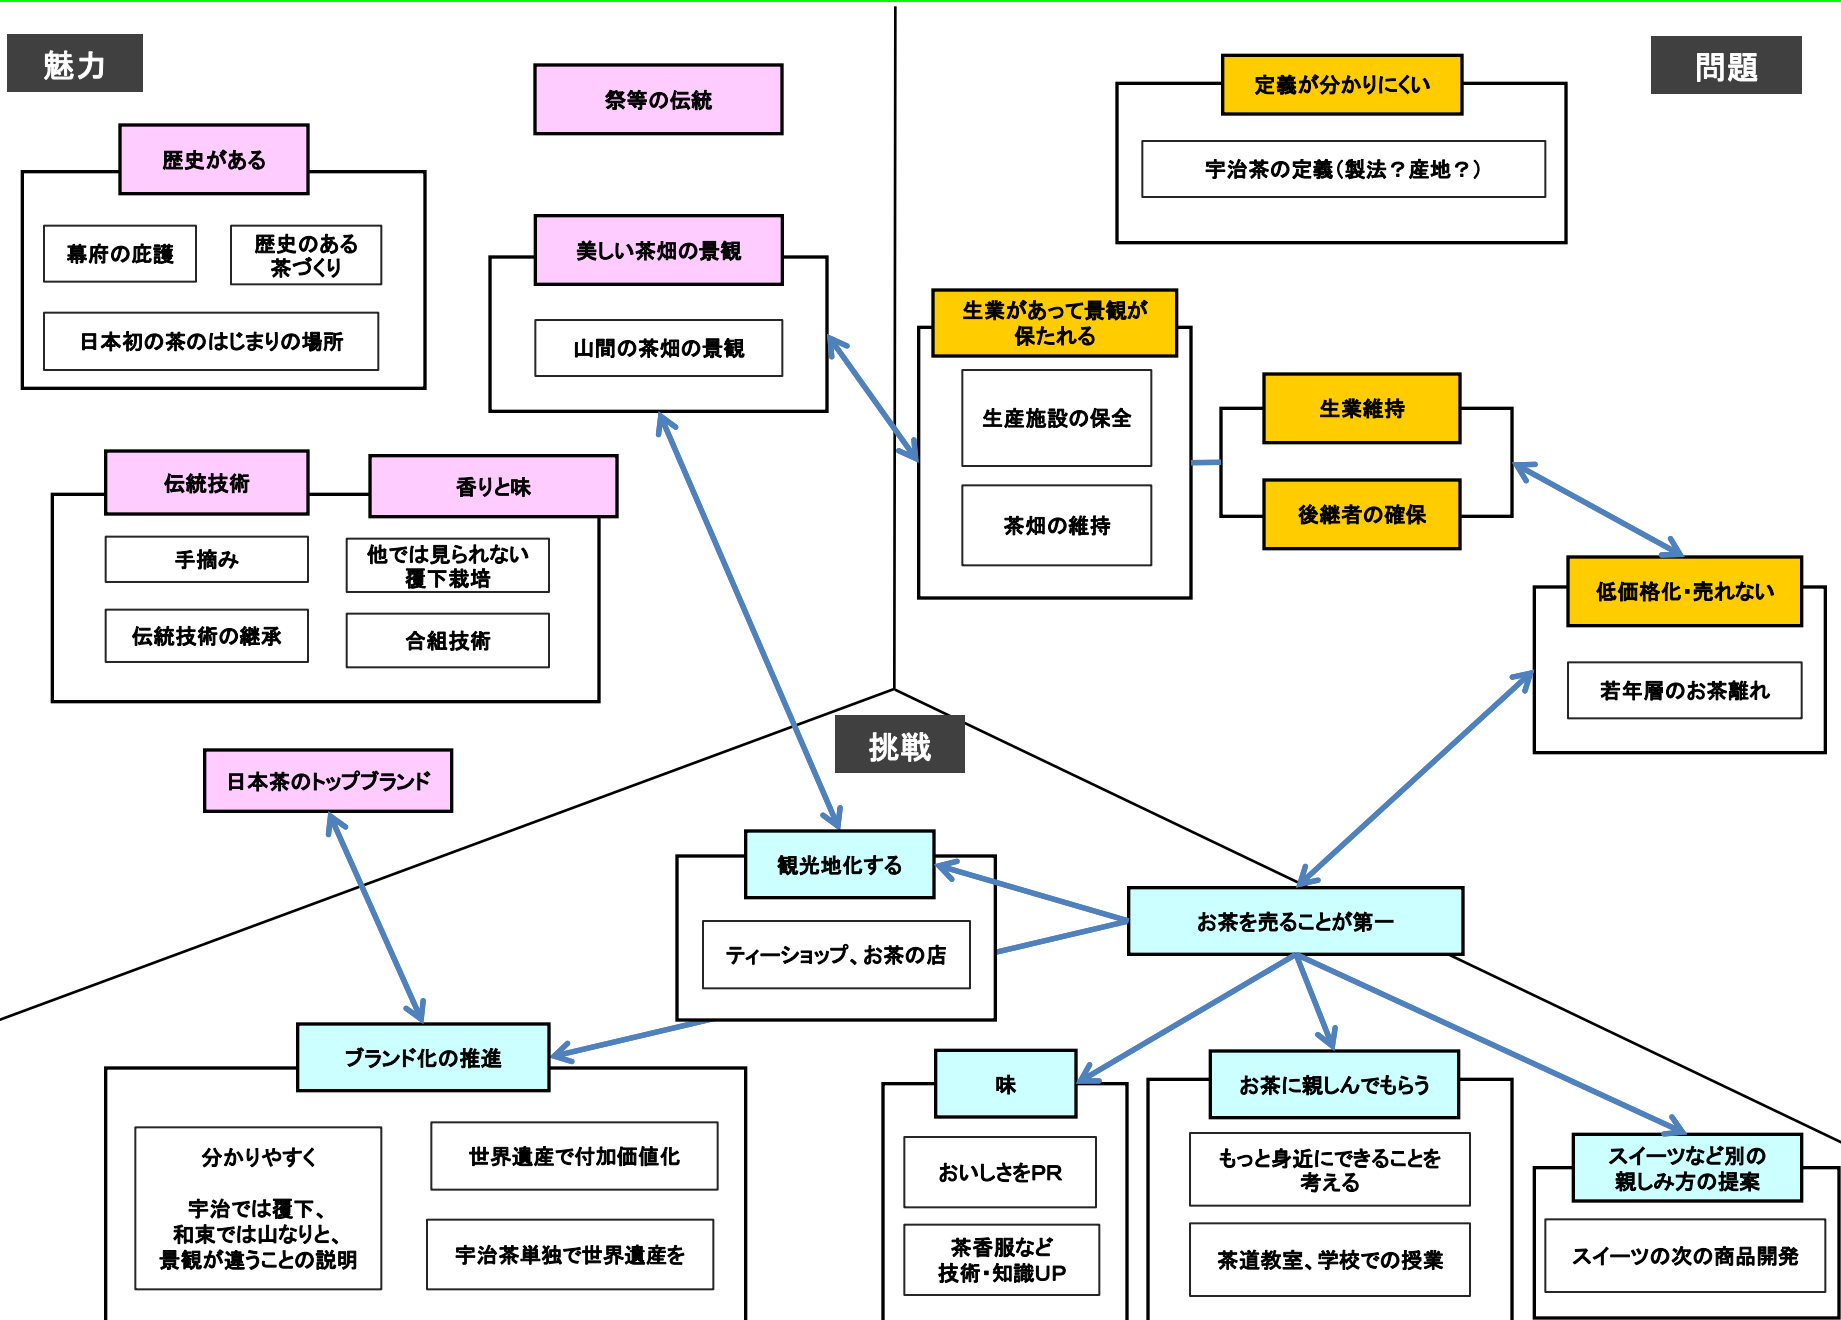 魅力
祭等の伝統
歴史がある
幕府の庇護
歴史のある
茶づくり
日本初の茶のはじまりの場所
美しい茶畑の景観
山間の茶畑の景観
伝統技術
香りと味
手摘み
他では見られない
覆下栽培
伝統技術の継承
合組技術
日本茶のトップブランド
問題
定義が分かりにくい
宇治茶の定義(製法?産地?)
生業があって景観が
保たれる
生産施設の保全
茶畑の維持
生業維持
後継者の確保
低価格化・売れない
若年層のお茶離れ
挑戦
観光地化する
ティーショップ、お茶の店
お茶を売ることが第一
ブランド化の推進
分かりやすく
宇治では覆下、
和束では山なりと、
景観が違うことの説明
世界遺産で付加価値化
宇治茶単独で世界遺産を
味
おいしさをPR
茶香服など
技術・知識UP
お茶に親しんでもらう
もっと身近にできることを
考える
茶道教室、学校での授業
スイーツなど別の
親しみ方の提案
スイーツの次の商品開発